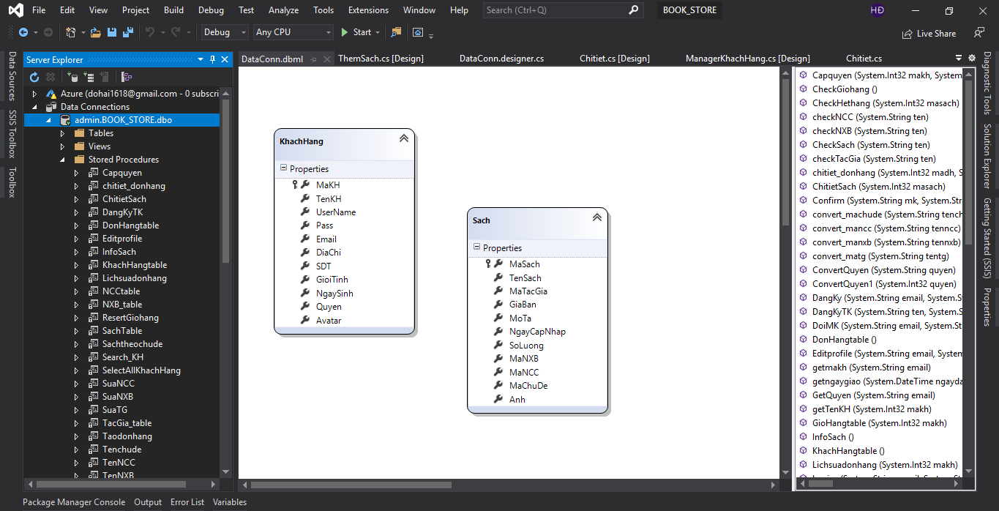 File Edit View Project Build Debug Test Analyze Tools Extensions Window Help Search (Ctrl+Q) BOOK_STORE HĐ
Debug Any CPU Start Live Share
Data Sources
SSIS Toolbox
Toolbox
Server Explorer
Azure (dohai1618@gmail.com - 0 subscri
Data Connections
admin.BOOK_STORE.dbo
Tables
Views
Stored Procedures
Capquyen
chitiet_donhang
ChitietSach
DangKyTK
DonHangtable
Editprofile
InfoSach
KhachHangtable
Lichsuadonhang
NCCtable
NXB_table
ResertGiohang
SachTable
Sachtheochude
Search_KH
SelectAllKhachHang
SuaNCC
SuaNXB
SuaTG
TacGia_table
Taodonhang
Tenchude
TenNCC
TenNXB
DataConn.dbml ThemSach.cs [Design] DataConn.designer.cs Chitiet.cs [Design] ManagerKhachHang.cs [Design] Chitiet.cs
KhachHang
Properties
MaKH
TenKH
UserName
Pass
Email
DiaChi
SDT
GioiTinh
NgaySinh
Quyen
Avatar
Sach
Properties
MaSach
TenSach
MaTacGia
GiaBan
MoTa
NgayCapNhap
SoLuong
MaNXB
MaNCC
MaChuDe
Anh
Capquyen (System.Int32 makh, System
CheckGiohang ()
CheckHethang (System.Int32 masach)
checkNCC (System.String ten)
checkNXB (System.String ten)
CheckSach (System.String ten)
checkTacGia (System.String ten)
chitiet_donhang (System.Int32 madh, S
ChitietSach (System.Int32 masach)
Confirm (System.String mk, System.Str
convert_machude (System.String tench
convert_mancc (System.String tenncc)
convert_manxb (System.String tennxb)
convert_matg (System.String tentg)
ConvertQuyen (System.String quyen)
ConvertQuyen1 (System.Int32 quyen)
DangKy (System.String email, System.S
DangKyTK (System.String ten, System.S
DoiMK (System.String email, System.St
DonHangtable ()
Editprofile (System.String email, System
getmakh (System.String email)
getngaygiao (System.DateTime ngayda
GetQuyen (System.String email)
getTenKH (System.Int32 makh)
GioHangtable (System.Int32 makh)
InfoSach ()
KhachHangtable ()
Lichsuadonhang (System.Int32 makh)
Diagnostic Tools
Solution Explorer
Getting Started (SSIS)
Properties
Package Manager Console Output Error List Variables